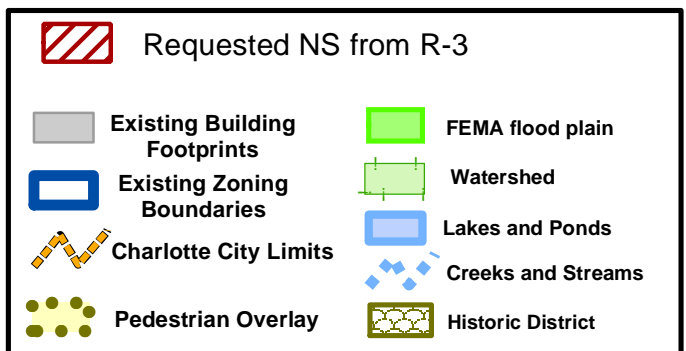 Requested NS from R-3
Existing Building
Footprints
Existing Zoning
Boundaries
Charlotte City Limits
Pedestrian Overlay
FEMA flood plain
Watershed
Lakes and Ponds
Creeks and Streams
Historic District